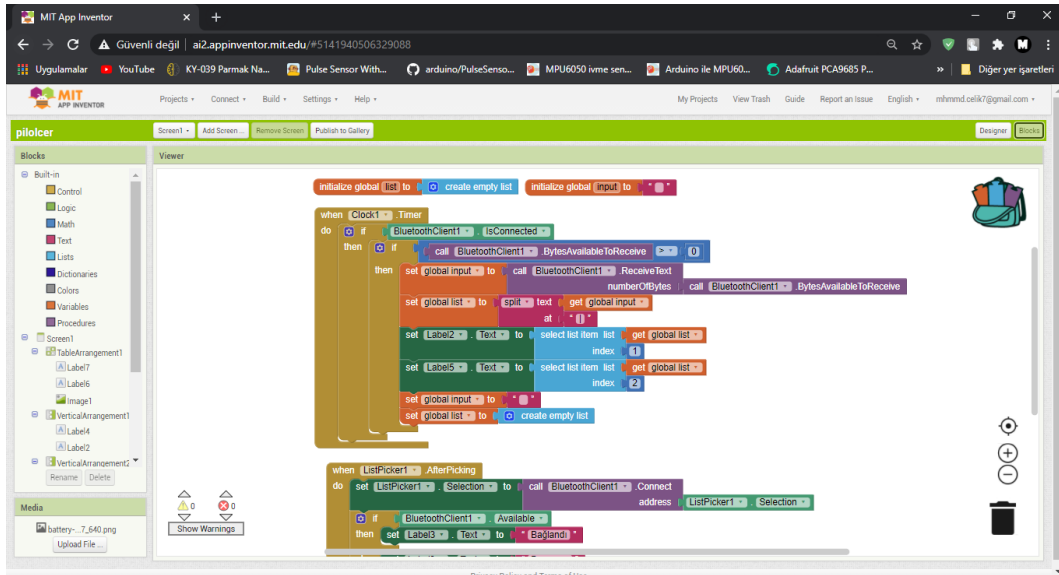 MIT App Inventor
Güvenli değil | ai2.appinventor.mit.edu/#5141940506329088
Uygulamalar YouTube KY-039 Parmak Na... Pulse Sensor With... arduino/PulseSenso... MPU6050 ivme sen... Arduino ile MPU60... Adafruit PCA9685 P... » Diğer yer işaretleri
MIT APP INVENTOR
Projects Connect Build Settings Help My Projects View Trash Guide Report an Issue English mhmmd.celik7@gmail.com
pilolcer Screen1 Add Screen ... Remove Screen Publish to Gallery Designer Blocks
Blocks Viewer
Built-in
Control
Logic
Math
Text
Lists
Dictionaries
Colors
Variables
Procedures
Screen1
TableArrangement1
Label7
Label6
Image1
VerticalArrangement1
Label4
Label2
VerticalArrangement2
Rename Delete
Media
battery-...7_640.png
Upload File ...
initialize global list to create empty list initialize global input to " "
when Clock1 .Timer
do if BluetoothClient1 . IsConnected
then if call BluetoothClient1 .BytesAvailableToReceive > 0
then set global input to call BluetoothClient1 .ReceiveText
numberOfBytes call BluetoothClient1 .BytesAvailableToReceive
set global list to split text get global input
at " | "
set Label2 . Text to select list item list get global list
index 1
set Label5 . Text to select list item list get global list
index 2
set global input to " "
set global list to create empty list
when ListPicker1 .AfterPicking
do set ListPicker1 . Selection to call BluetoothClient1 .Connect
address ListPicker1 . Selection
if BluetoothClient1 . Available
then set Label3 . Text to " Bağlandı "
0 0
Show Warnings
Privacy Policy and Terms of Use